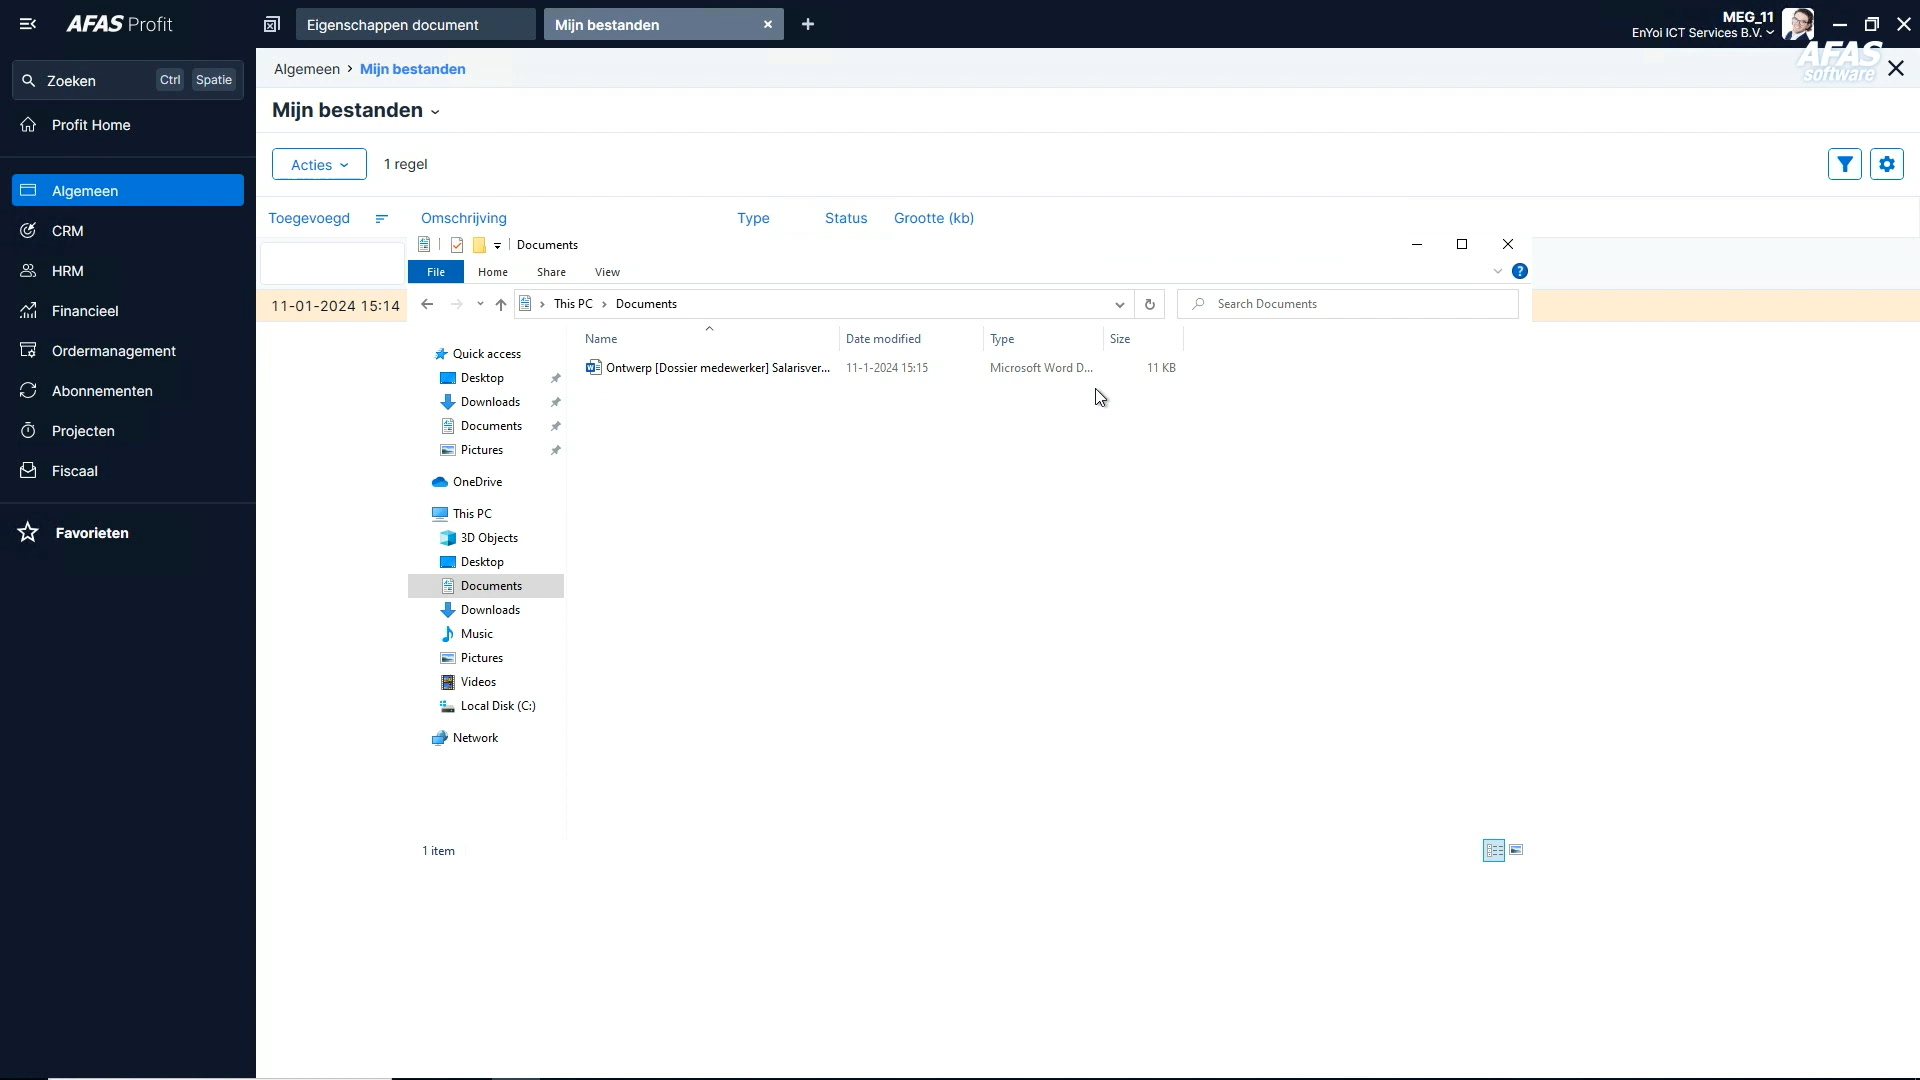 AFAS Profit
Eigenschappen document
Mijn bestanden
MEG_11
EnYoi ICT Services B.V.
AFAS
software
Zoeken
Ctrl
Spatie
Algemeen
Mijn bestanden
Mijn bestanden
Profit Home
Acties
1 regel
Algemeen
CRM
HRM
Financieel
Ordermanagement
Abonnementen
Projecten
Fiscaal
Favorieten
Toegevoegd
Omschrijving
Type
Status
Grootte (kb)
11-01-2024 15:14
Documents
File
Home
Share
View
This PC
Documents
Search Documents
Name
Date modified
Type
Size
Ontwerp [Dossier medewerker] Salarisver...
11-1-2024 15:15
Microsoft Word D...
11 KB
Quick access
Desktop
Downloads
Documents
Pictures
OneDrive
This PC
3D Objects
Desktop
Documents
Downloads
Music
Pictures
Videos
Local Disk (C:)
Network
1 item